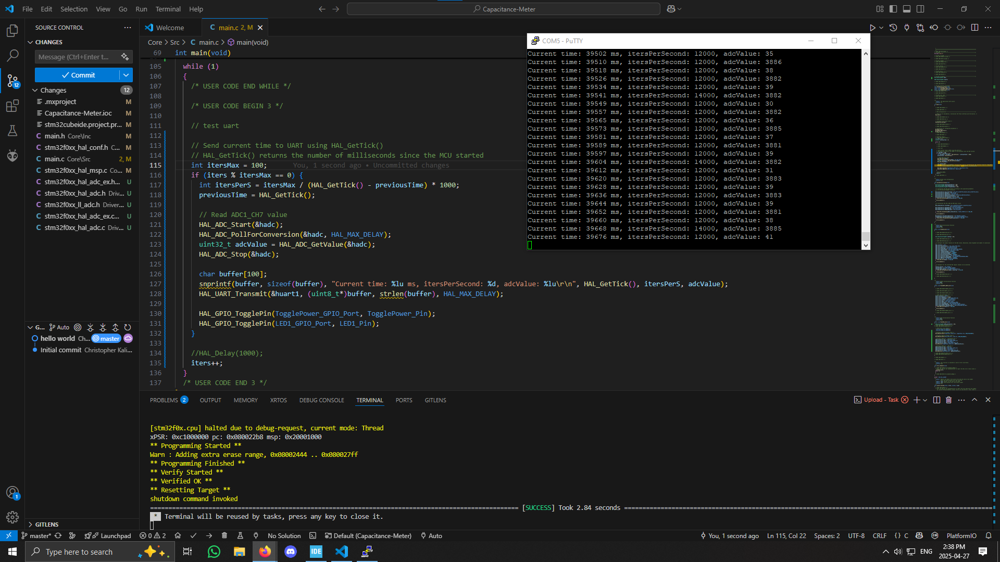 File Edit Selection View Go Run Terminal Help
Capacitance-Meter
SOURCE CONTROL
CHANGES
Message (Ctrl+Enter t...
Commit
Changes 12
.mxproject M
Capacitance-Meter.ioc M
stm32cubeide.project.pr... M
main.h Core\Inc M
stm32f0xx_hal_conf.h C... M
main.c Core\Src 2, M
stm32f0xx_hal_msp.c Co... M
stm32f0xx_hal_adc_ex.h... U
stm32f0xx_hal_adc.h Driv... U
stm32f0xx_ll_adc.h Driver... U
stm32f0xx_hal_adc_ex.c... U
stm32f0xx_hal_adc.c Driv... U
G... Auto
hello world Ch... master
Initial commit Christopher Kali...
GITLENS
12
1
Welcome
main.c 2, M
Core > Src > C main.c > main(void)
69 int main(void)
105 while (1)
106 {
107 /* USER CODE END WHILE */
108
109 /* USER CODE BEGIN 3 */
110
111 // test uart
112
113 // Send current time to UART using HAL_GetTick()
114 // HAL_GetTick() returns the number of milliseconds since the MCU started
115 int itersMax = 100; You, 1 second ago • Uncommitted changes
116 if (iters % itersMax == 0) {
117 int itersPerS = itersMax / (HAL_GetTick() - previousTime) * 1000;
118 previousTime = HAL_GetTick();
119
120 // Read ADC1_CH7 value
121 HAL_ADC_Start(&hadc);
122 HAL_ADC_PollForConversion(&hadc, HAL_MAX_DELAY);
123 uint32_t adcValue = HAL_ADC_GetValue(&hadc);
124 HAL_ADC_Stop(&hadc);
125
126 char buffer[100];
127 snprintf(buffer, sizeof(buffer), "Current time: %lu ms, itersPerSecond: %d, adcValue: %lu\r\n", HAL_GetTick(), itersPerS, adcValue);
128 HAL_UART_Transmit(&huart1, (uint8_t*)buffer, strlen(buffer), HAL_MAX_DELAY);
129
130 HAL_GPIO_TogglePin(TogglePower_GPIO_Port, TogglePower_Pin);
131 HAL_GPIO_TogglePin(LED1_GPIO_Port, LED1_Pin);
132 }
133
134 //HAL_Delay(1000);
135 iters++;
136 }
137 /* USER CODE END 3 */
COM5 - PuTTY
Current time: 39502 ms, itersPerSecond: 12000, adcValue: 35
Current time: 39510 ms, itersPerSecond: 12000, adcValue: 3886
Current time: 39518 ms, itersPerSecond: 12000, adcValue: 38
Current time: 39526 ms, itersPerSecond: 12000, adcValue: 3882
Current time: 39534 ms, itersPerSecond: 12000, adcValue: 39
Current time: 39541 ms, itersPerSecond: 14000, adcValue: 3882
Current time: 39549 ms, itersPerSecond: 12000, adcValue: 30
Current time: 39557 ms, itersPerSecond: 12000, adcValue: 3882
Current time: 39565 ms, itersPerSecond: 12000, adcValue: 36
Current time: 39573 ms, itersPerSecond: 12000, adcValue: 3885
Current time: 39581 ms, itersPerSecond: 12000, adcValue: 37
Current time: 39589 ms, itersPerSecond: 12000, adcValue: 3881
Current time: 39597 ms, itersPerSecond: 12000, adcValue: 39
Current time: 39604 ms, itersPerSecond: 14000, adcValue: 3882
Current time: 39612 ms, itersPerSecond: 12000, adcValue: 31
Current time: 39620 ms, itersPerSecond: 12000, adcValue: 3883
Current time: 39628 ms, itersPerSecond: 12000, adcValue: 39
Current time: 39636 ms, itersPerSecond: 12000, adcValue: 3883
Current time: 39644 ms, itersPerSecond: 12000, adcValue: 39
Current time: 39652 ms, itersPerSecond: 12000, adcValue: 3881
Current time: 39660 ms, itersPerSecond: 12000, adcValue: 38
Current time: 39668 ms, itersPerSecond: 14000, adcValue: 3885
Current time: 39676 ms, itersPerSecond: 12000, adcValue: 41
PROBLEMS 2 OUTPUT MEMORY XRTOS DEBUG CONSOLE TERMINAL PORTS GITLENS
Upload - Task
[stm32f0x.cpu] halted due to debug-request, current mode: Thread
xPSR: 0xc1000000 pc: 0x080022b8 msp: 0x20001000
** Programming Started **
Warn : Adding extra erase range, 0x08002444 .. 0x080027ff
** Programming Finished **
** Verify Started **
** Verified OK **
** Resetting Target **
shutdown command invoked
[SUCCESS] Took 2.84 seconds
* Terminal will be reused by tasks, press any key to close it.
master* Launchpad 0 2 No Solution Default (Capacitance-Meter) Auto
You, 1 second ago Ln 115, Col 22 Spaces: 2 UTF-8 CRLF {} C PlatformIO
Type here to search
IDE
ENG
2:38 PM
2025-04-27